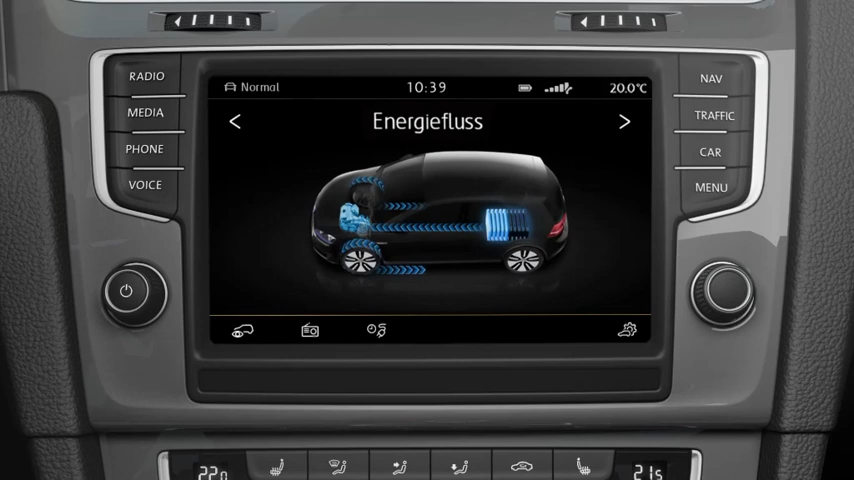 RADIO
MEDIA
PHONE
VOICE
Normal
10:39
20.0°C
<
Energiefluss
>
NAV
TRAFFIC
CAR
MENU
22.0
21.5